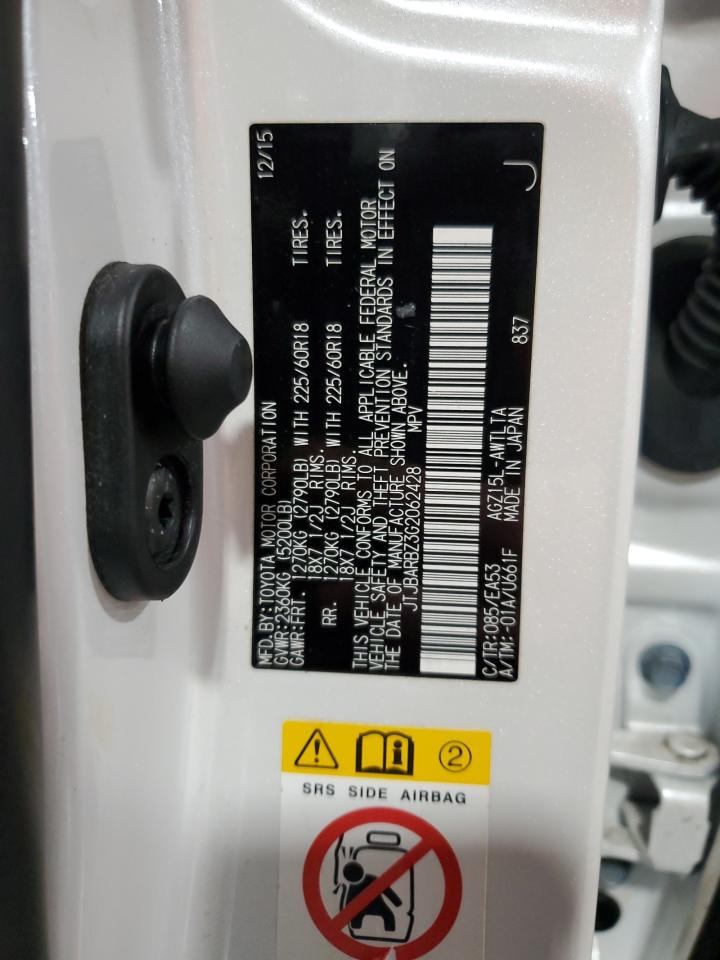 MFD.BY:TOYOTA MOTOR CORPORATION 12/15
GVWR:2360KG (5200LB)
GAWR:FRT. 1270KG (2790LB) WITH 225/60R18 TIRES.
18X7 1/2J RIMS.
RR. 1270KG (2790LB) WITH 225/60R18 TIRES.
18X7 1/2J RIMS.
THIS VEHICLE CONFORMS TO ALL APPLICABLE FEDERAL MOTOR
VEHICLE SAFETY AND THEFT PREVENTION STANDARDS IN EFFECT ON
THE DATE OF MANUFACTURE SHOWN ABOVE.
JTJBARBZ3G2062428 MPV
C/TR:085/EA53 AGZ15L-AWTLTA
A/TM:-01A/U661F MADE IN JAPAN 837 J
2
SRS SIDE AIRBAG